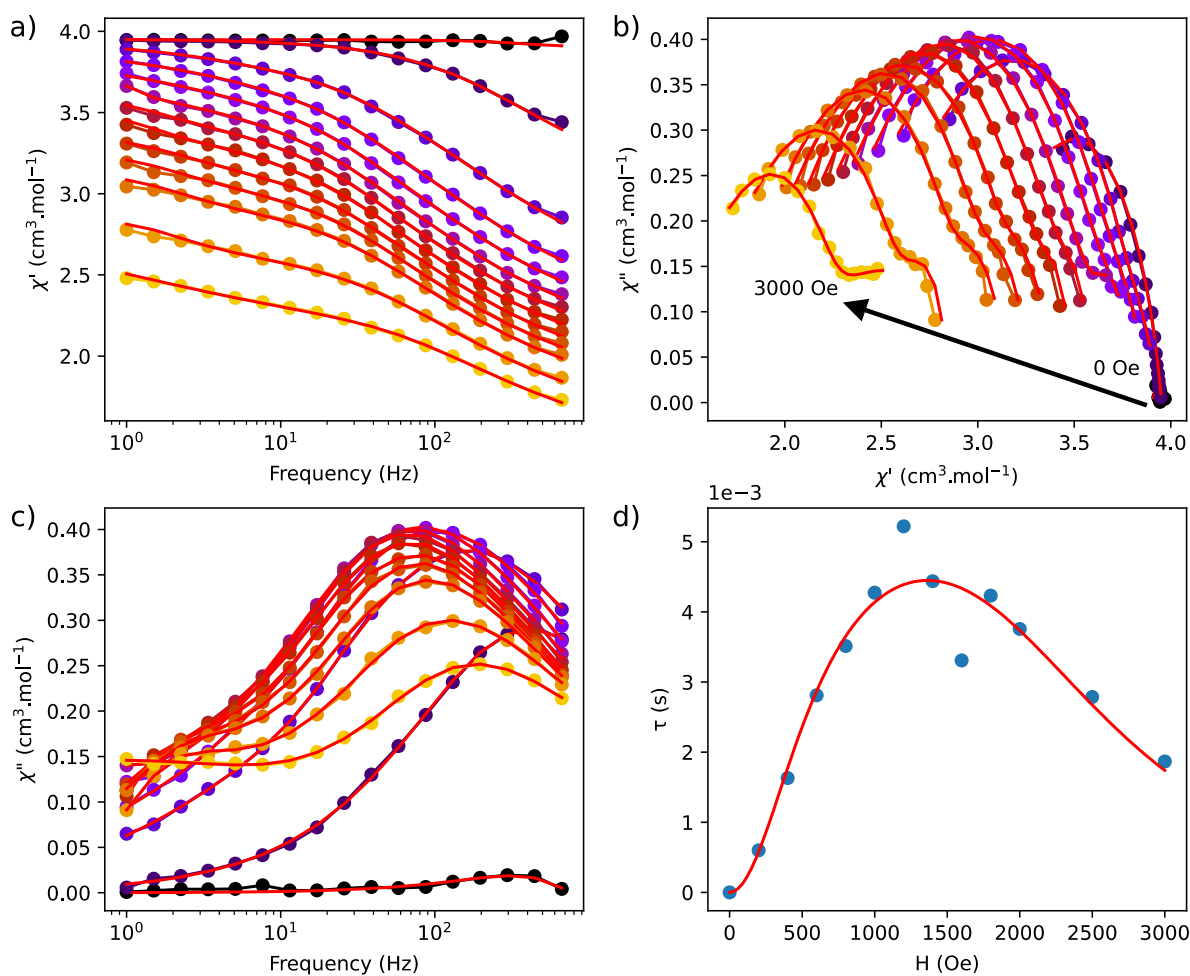 a)
4.0
3.5
3.0
2.5
2.0
χ' (cm³.mol⁻¹)
10⁰ 10¹ 10²
Frequency (Hz)
b)
0.40
0.35
0.30
0.25
0.20
0.15
0.10
0.05
0.00
χ" (cm³.mol⁻¹)
3000 Oe
0 Oe
2.0 2.5 3.0 3.5 4.0
χ' (cm³.mol⁻¹)
c)
0.40
0.35
0.30
0.25
0.20
0.15
0.10
0.05
0.00
χ" (cm³.mol⁻¹)
10⁰ 10¹ 10²
Frequency (Hz)
d)
1e−3
5
4
3
2
1
0
τ (s)
0 500 1000 1500 2000 2500 3000
H (Oe)